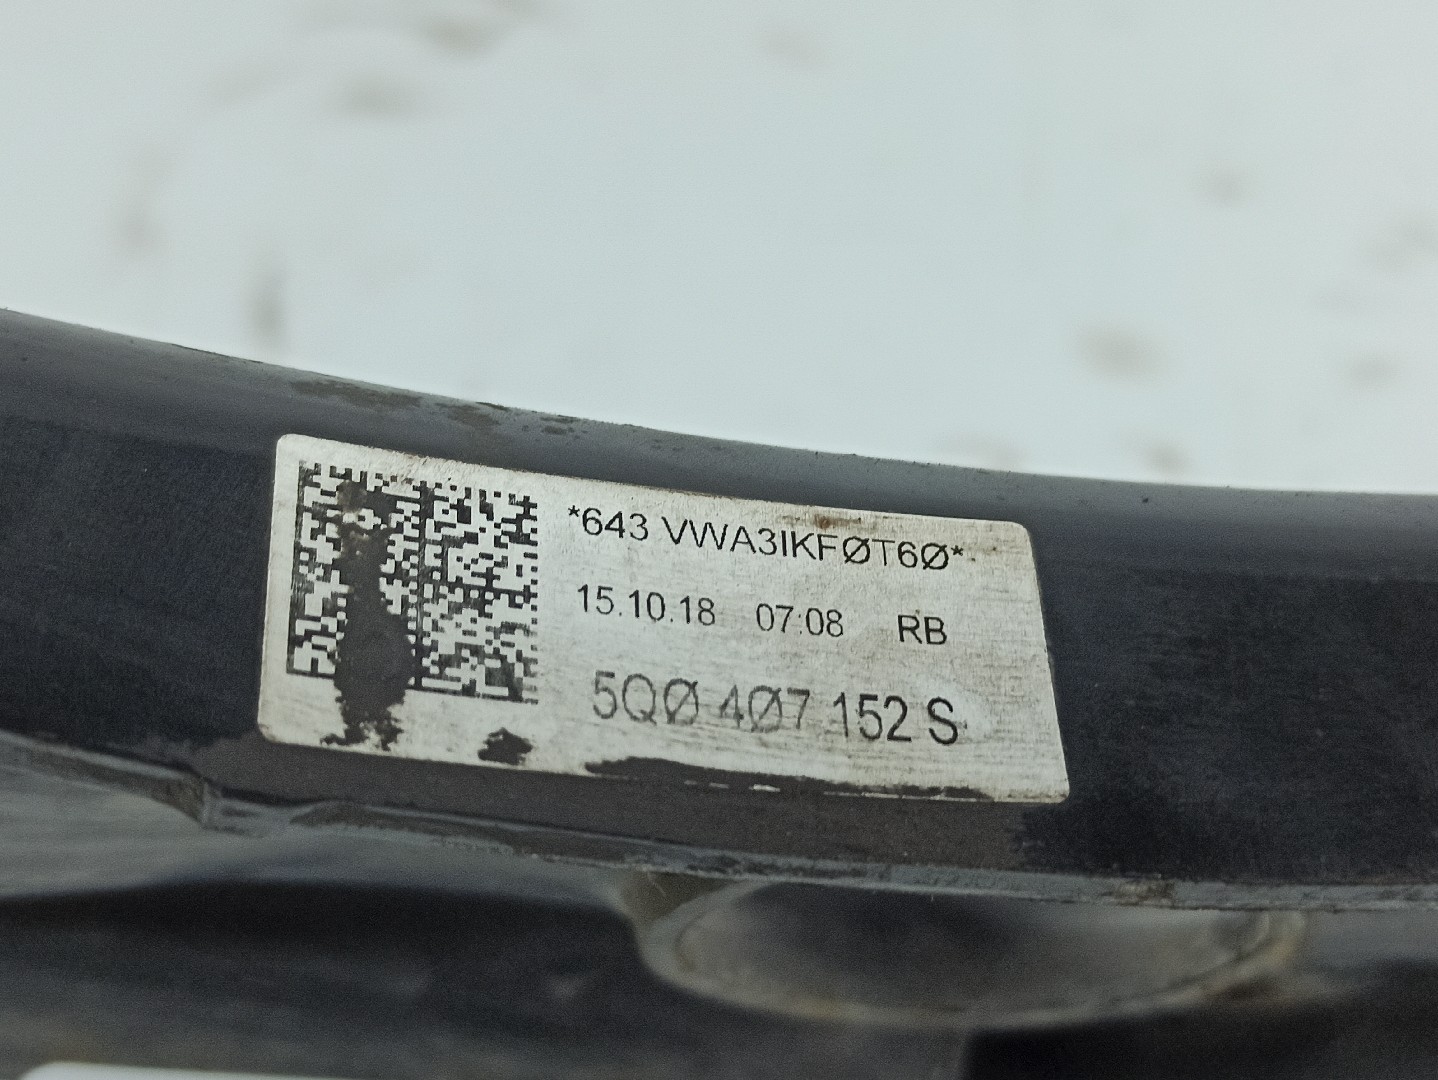 *643 VWA3IKFØT6Ø*
15.10.18 07:08 RB
5QØ 4Ø7 152 S